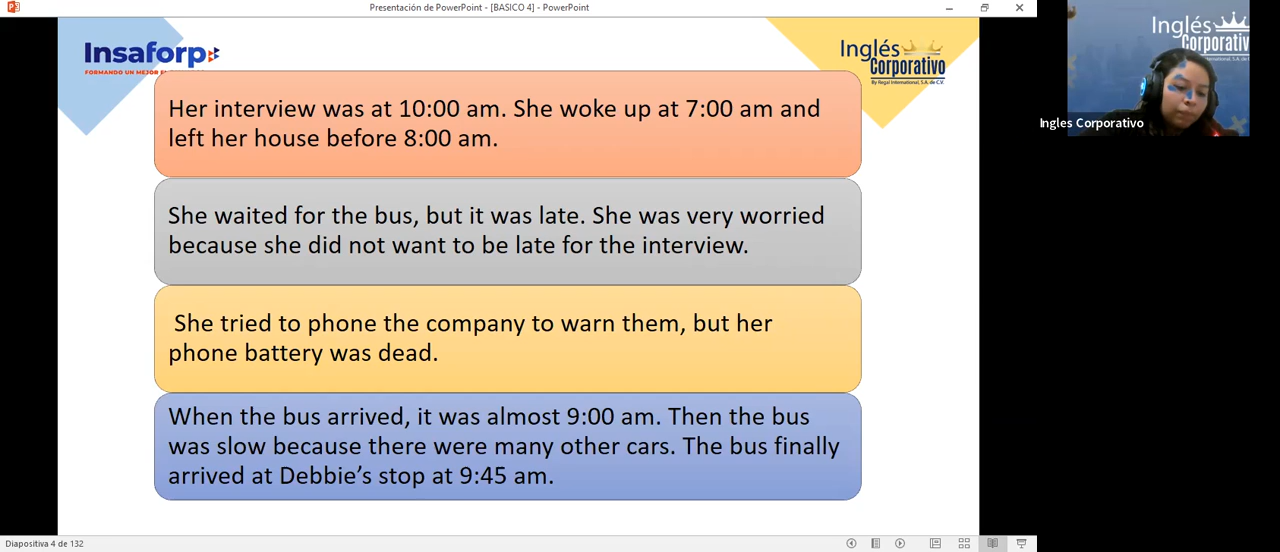 Presentación de PowerPoint - [BASICO 4] - PowerPoint
Insaforp
Inglés
Corporativo
By Regal International, S.A. de C.V.
Her interview was at 10:00 am. She woke up at 7:00 am and
left her house before 8:00 am.
She waited for the bus, but it was late. She was very worried
because she did not want to be late for the interview.
She tried to phone the company to warn them, but her
phone battery was dead.
When the bus arrived, it was almost 9:00 am. Then the bus
was slow because there were many other cars. The bus finally
arrived at Debbie's stop at 9:45 am.
Diapositiva 4 de 132
Inglés
Corporativo
Ingles Corporativo